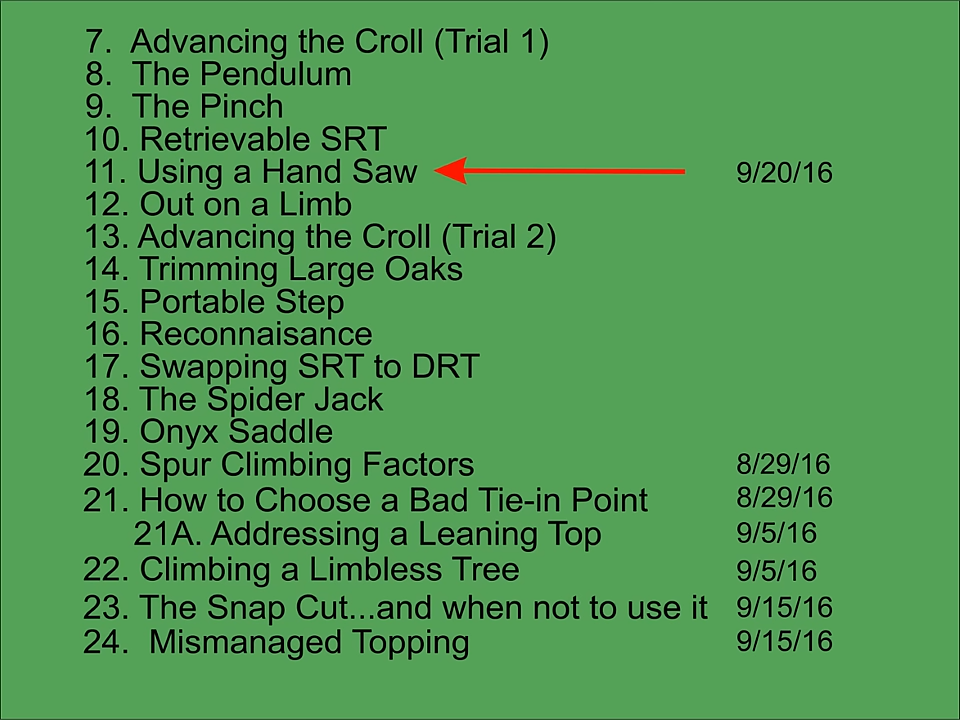 7. Advancing the Croll (Trial 1)
8. The Pendulum
9. The Pinch
10. Retrievable SRT
11. Using a Hand Saw 9/20/16
12. Out on a Limb
13. Advancing the Croll (Trial 2)
14. Trimming Large Oaks
15. Portable Step
16. Reconnaisance
17. Swapping SRT to DRT
18. The Spider Jack
19. Onyx Saddle
20. Spur Climbing Factors 8/29/16
21. How to Choose a Bad Tie-in Point 8/29/16
21A. Addressing a Leaning Top 9/5/16
22. Climbing a Limbless Tree 9/5/16
23. The Snap Cut...and when not to use it 9/15/16
24. Mismanaged Topping 9/15/16